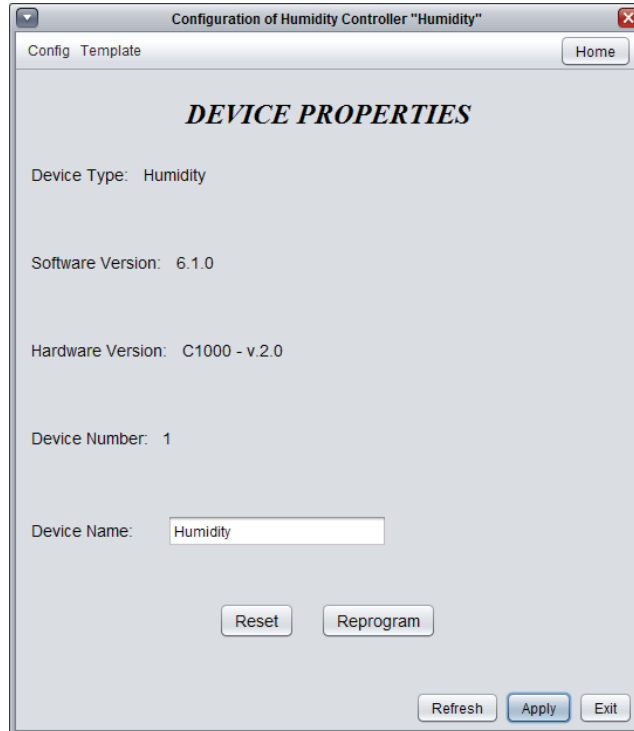 Configuration of Humidity Controller "Humidity"
Config Template Home
DEVICE PROPERTIES
Device Type: Humidity
Software Version: 6.1.0
Hardware Version: C1000 - v.2.0
Device Number: 1
Device Name: Humidity
Reset Reprogram
Refresh Apply Exit